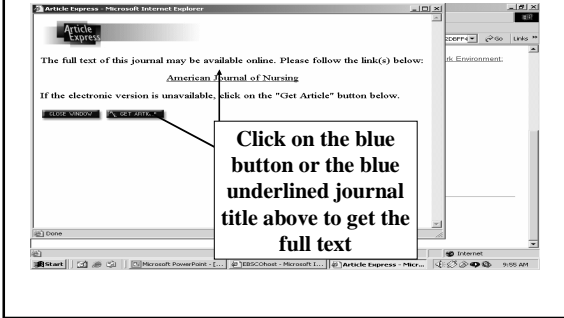 Article Express - Microsoft Internet Explorer
Article
Express
Go Links »
The full text of this journal may be available online. Please follow the link(s) below:
rk Environment,
American Journal of Nursing
If the electronic version is unavailable, click on the "Get Article" button below.
CLOSE WINDOW
Click on the blue
button or the blue
underlined journal
title above to get the
full text
Done
Internet
Start Microsoft PowerPoint - [... EBSCOhost - Microsoft I... Article Express - Micr... 9:55 AM